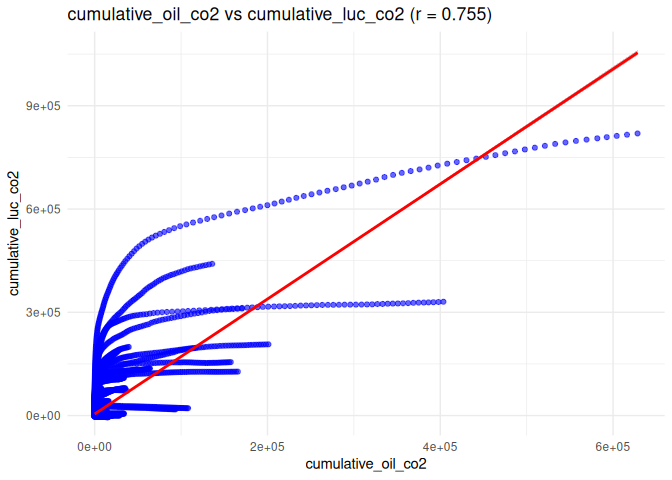 cumulative_oil_co2 vs cumulative_luc_co2 (r = 0.755)
9e+05
6e+05
3e+05
0e+00
cumulative_luc_co2
0e+00 2e+05 4e+05 6e+05
cumulative_oil_co2